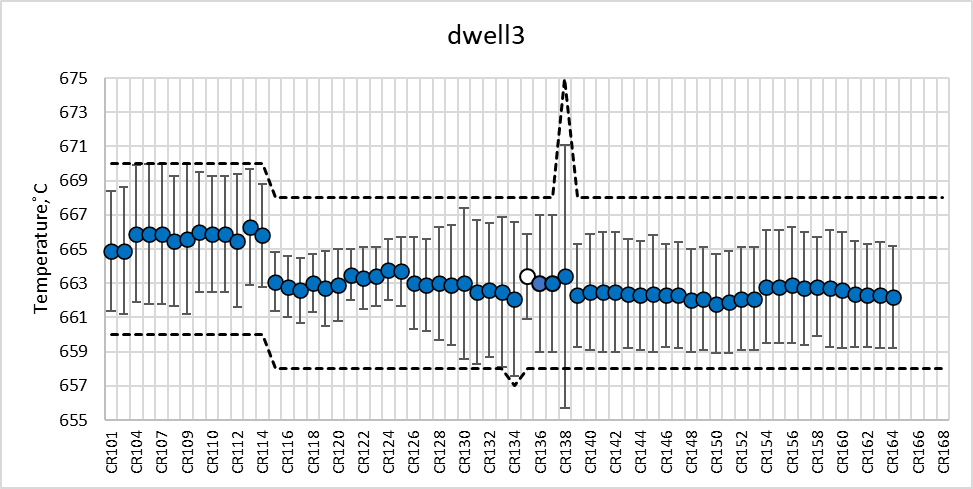 dwell3
Temperature,°C
675
673
671
669
667
665
663
661
659
657
655
CR101
CR104
CR107
CR109
CR110
CR112
CR114
CR116
CR118
CR120
CR122
CR124
CR126
CR128
CR130
CR132
CR134
CR136
CR138
CR140
CR142
CR144
CR146
CR148
CR150
CR152
CR154
CR156
CR158
CR160
CR162
CR164
CR166
CR168